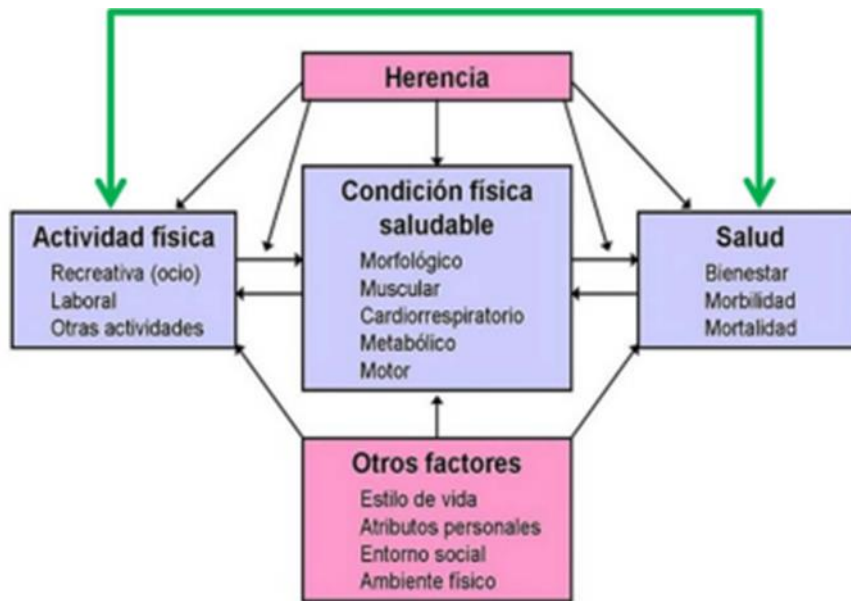 Herencia
Actividad física
Recreativa (ocio)
Laboral
Otras actividades
Condición física
saludable
Morfológico
Muscular
Cardiorrespiratorio
Metabólico
Motor
Salud
Bienestar
Morbilidad
Mortalidad
Otros factores
Estilo de vida
Atributos personales
Entorno social
Ambiente físico